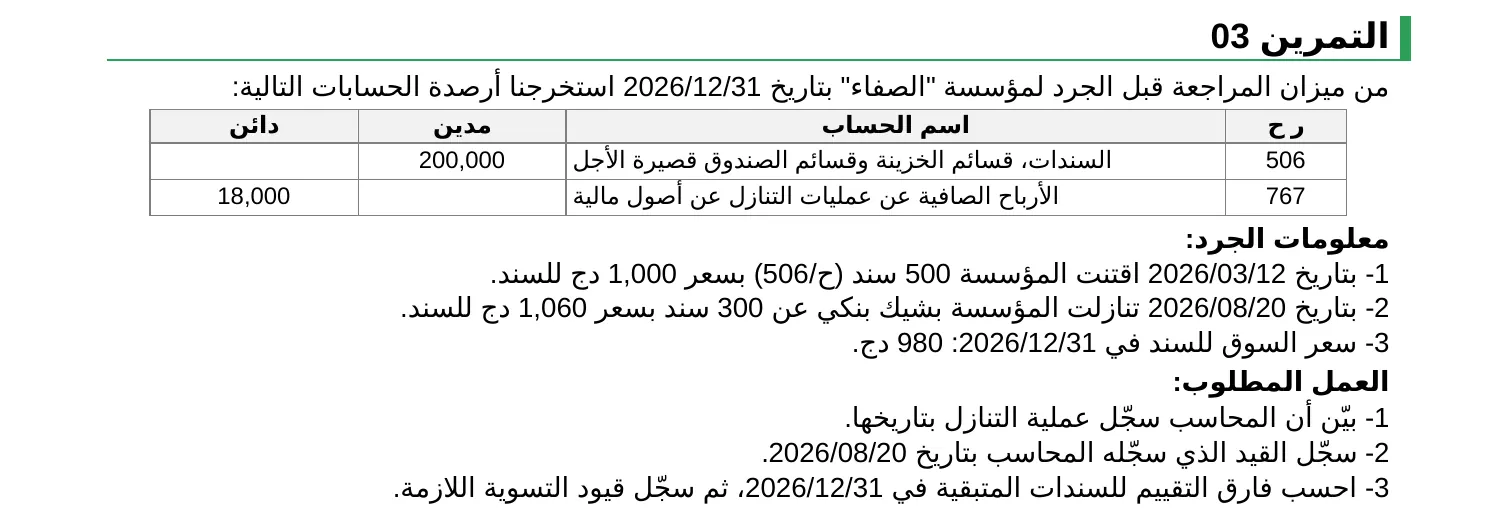 التمرين 03
من ميزان المراجعة قبل الجرد لمؤسسة "الصفاء" بتاريخ 2026/12/31 استخرجنا أرصدة الحسابات التالية:
ر ح اسم الحساب مدين دائن
506 السندات، قسائم الخزينة وقسائم الصندوق قصيرة الأجل 200,000
767 الأرباح الصافية عن عمليات التنازل عن أصول مالية 18,000
معلومات الجرد:
1- بتاريخ 2026/03/12 اقتنت المؤسسة 500 سند (ح/506) بسعر 1,000 دج للسند.
2- بتاريخ 2026/08/20 تنازلت المؤسسة بشيك بنكي عن 300 سند بسعر 1,060 دج للسند.
3- سعر السوق للسند في 2026/12/31: 980 دج.
العمل المطلوب:
1- بيّن أن المحاسب سجّل عملية التنازل بتاريخها.
2- سجّل القيد الذي سجّله المحاسب بتاريخ 2026/08/20.
3- احسب فارق التقييم للسندات المتبقية في 2026/12/31، ثم سجّل قيود التسوية اللازمة.